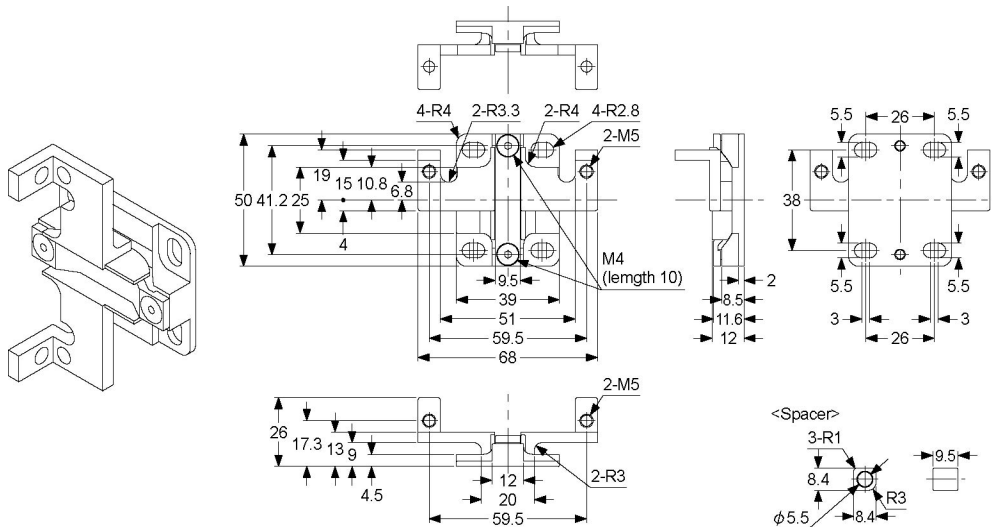 4-R4
2-R3.3
2-R4
4-R2.8
2-M5
50
41.2
25
19
15
10.8
6.8
4
M4
(length 10)
9.5
39
51
59.5
68
2
8.5
11.6
12
5.5
26
5.5
38
5.5
5.5
3
3
26
2-M5
26
17.3
13
9
4.5
12
20
59.5
2-R3
<Spacer>
3-R1
8.4
R3
φ5.5
8.4
9.5